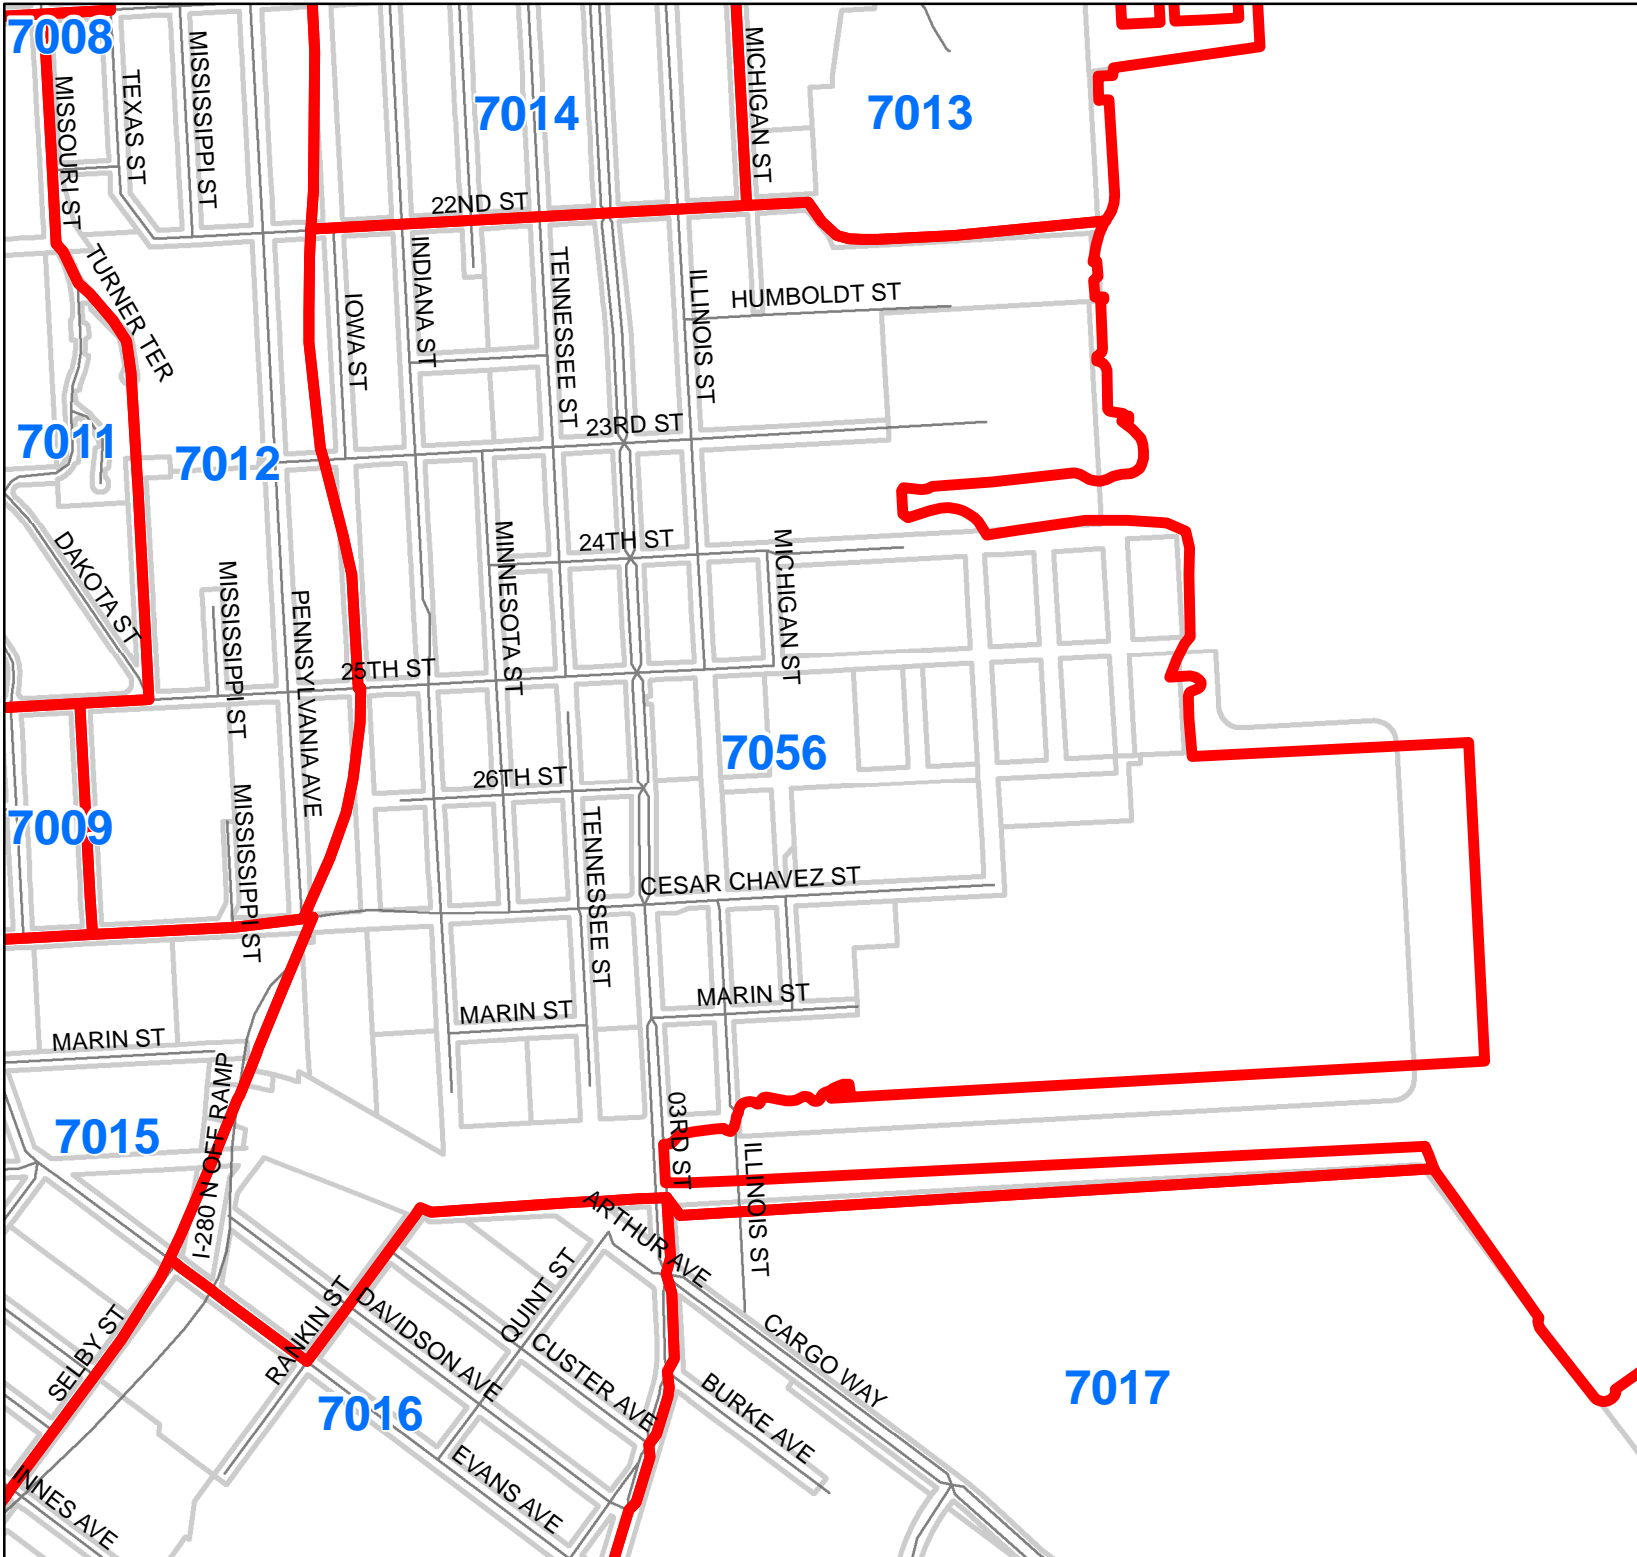 7008
MISSOURI ST
TEXAS ST
MISSISSIPPI ST
7014
MICHIGAN ST
7013
22ND ST
TURNER TER
IOWA ST
INDIANA ST
TENNESSEE ST
ILLINOIS ST
HUMBOLDT ST
7011
7012
23RD ST
DAKOTA ST
MISSISSIPPI ST
PENNSYLVANIA AVE
MINNESOTA ST
24TH ST
MICHIGAN ST
25TH ST
7056
26TH ST
7009
MISSISSIPPI ST
TENNESSEE ST
CESAR CHAVEZ ST
MARIN ST
MARIN ST
MARIN ST
7015
I-280 N OFF RAMP
03RD ST
ILLINOIS ST
ARTHUR AVE
SELBY ST
RANKIN ST
DAVIDSON AVE
QUINT ST
CUSTER AVE
CARGO WAY
BURKE AVE
7017
7016
EVANS AVE
INNES AVE